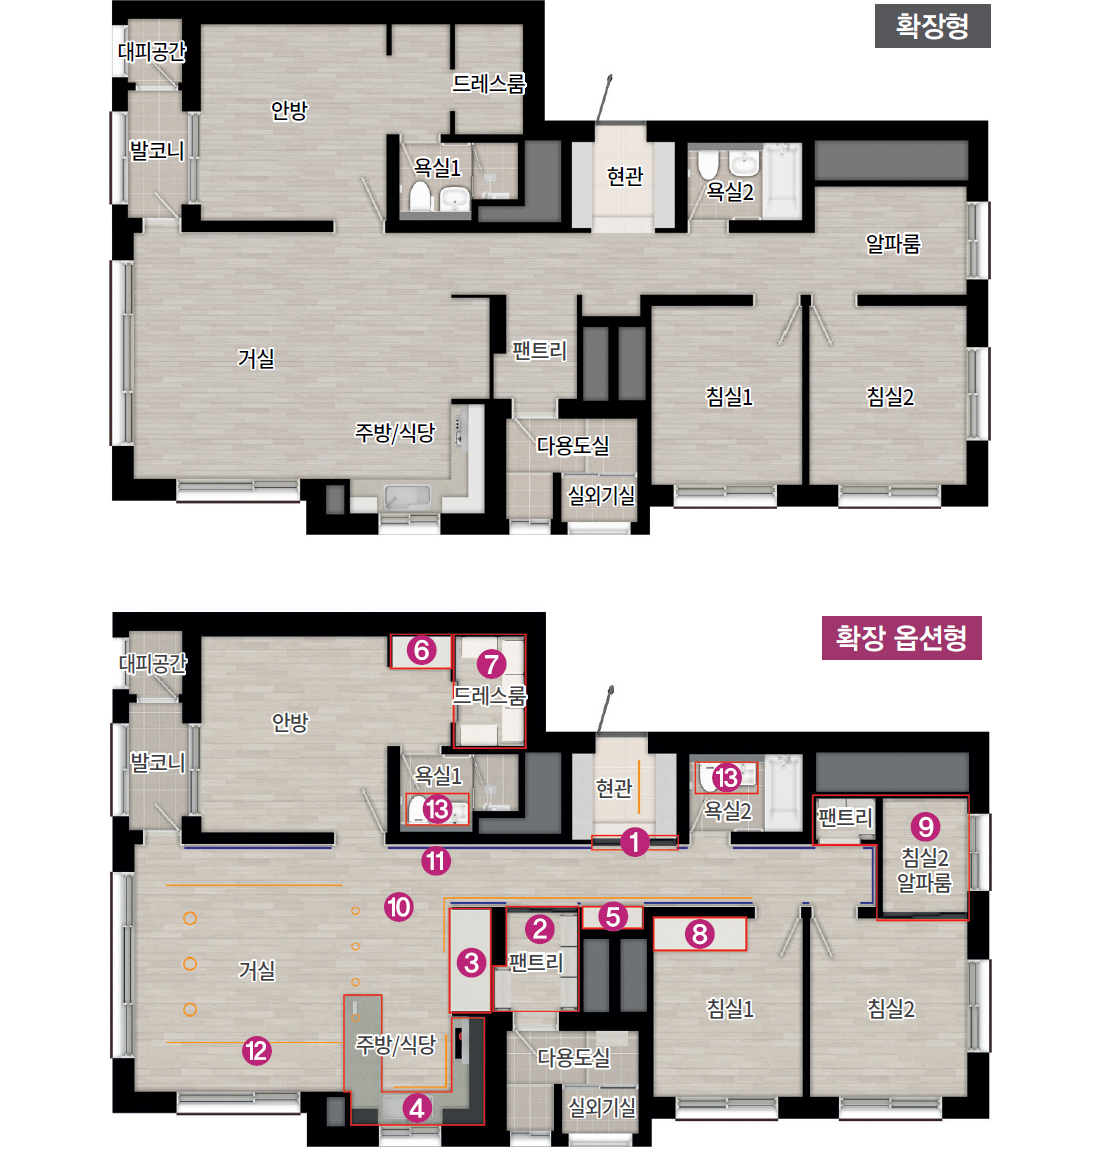 확장형
대피공간
드레스룸
안방
발코니
욕실1
현관
욕실2
알파룸
거실
팬트리
침실1
침실2
주방/식당
다용도실
실외기실
확장 옵션형
6
7
대피공간
드레스룸
안방
발코니
욕실1
13
현관
13
욕실2
1
팬트리
9
침실2
알파룸
11
10
5
2
8
3
팬트리
거실
침실1
침실2
12
주방/식당
다용도실
4
실외기실